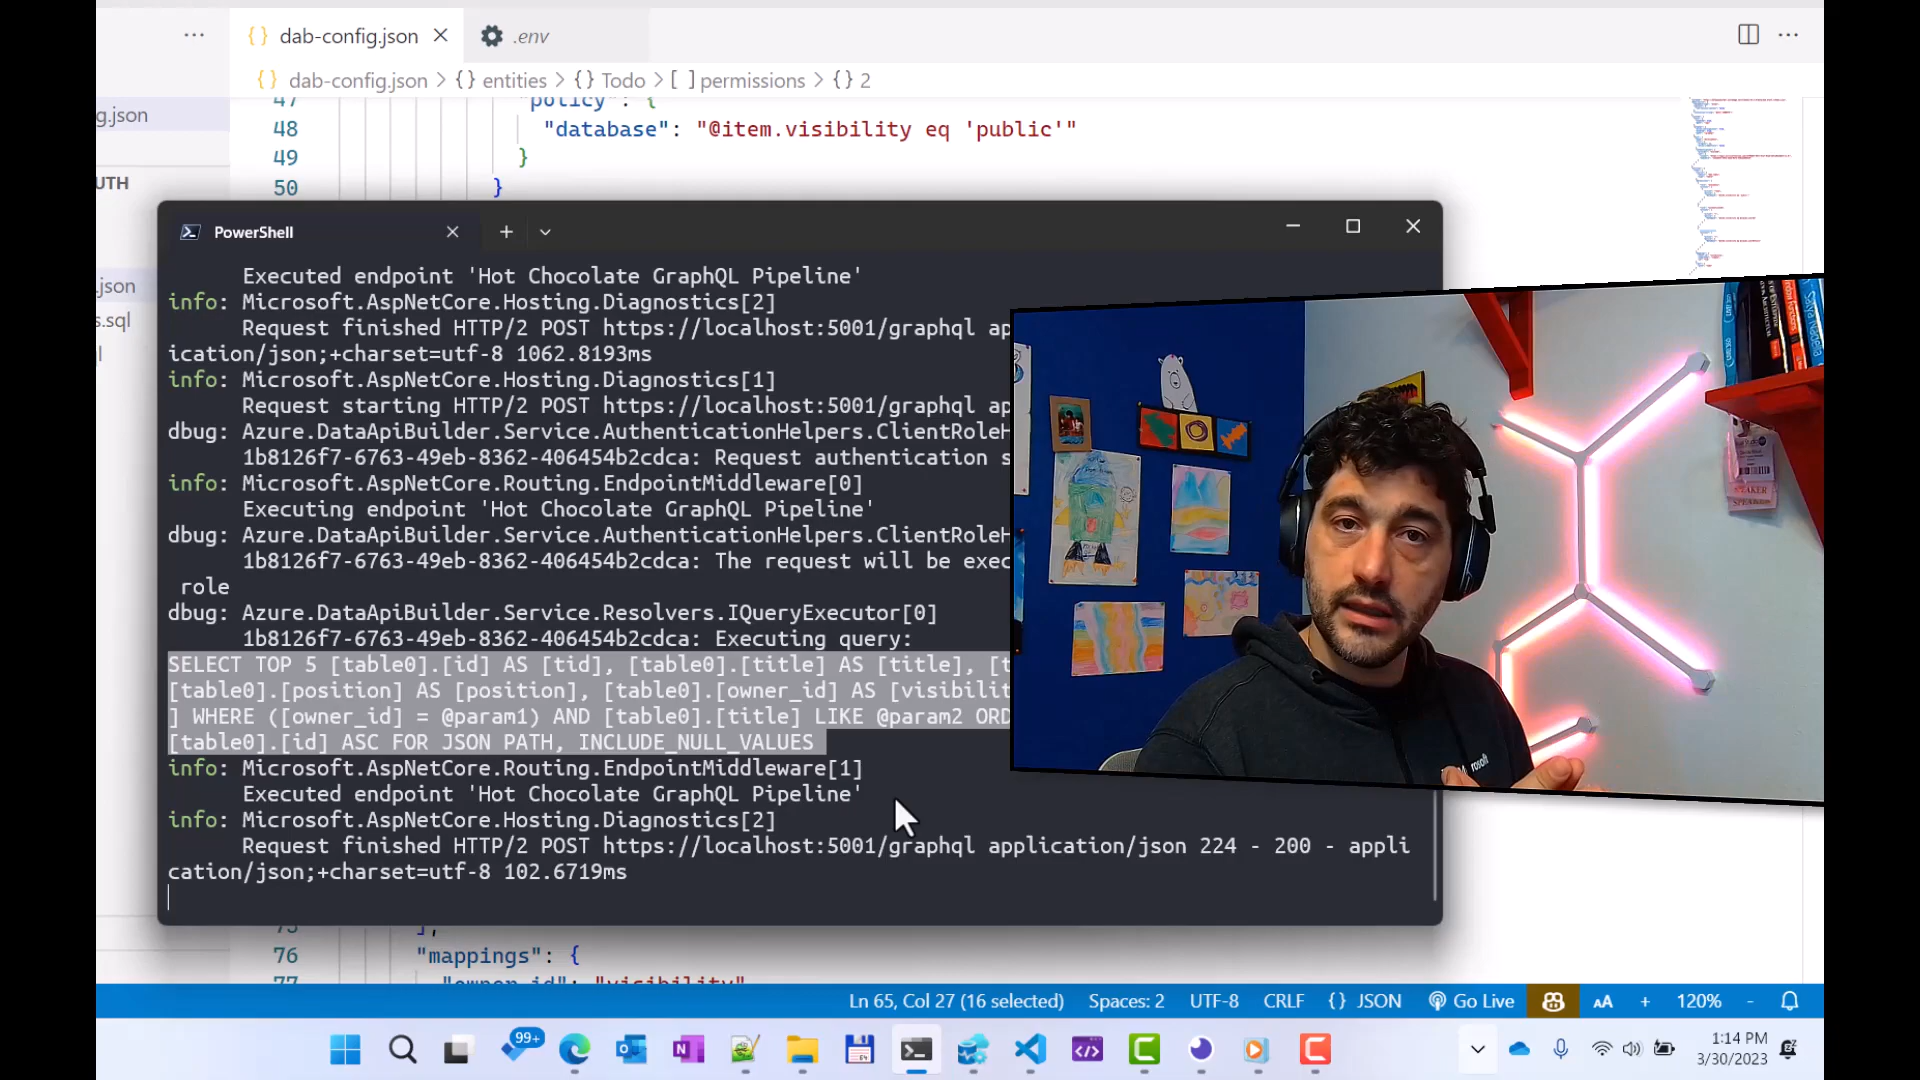 dab-config.json
.env
dab-config.json > {} entities > {} Todo > [ ] permissions > {} 2
g.json
47 "policy": {
48 "database": "@item.visibility eq 'public'"
49 }
UTH
50 }
.json
s.sql
PowerShell
Executed endpoint 'Hot Chocolate GraphQL Pipeline'
info: Microsoft.AspNetCore.Hosting.Diagnostics[2]
Request finished HTTP/2 POST https://localhost:5001/graphql ap
ication/json;+charset=utf-8 1062.8193ms
info: Microsoft.AspNetCore.Hosting.Diagnostics[1]
Request starting HTTP/2 POST https://localhost:5001/graphql ap
dbug: Azure.DataApiBuilder.Service.AuthenticationHelpers.ClientRoleH
1b8126f7-6763-49eb-8362-406454b2cdca: Request authentication s
info: Microsoft.AspNetCore.Routing.EndpointMiddleware[0]
Executing endpoint 'Hot Chocolate GraphQL Pipeline'
dbug: Azure.DataApiBuilder.Service.AuthenticationHelpers.ClientRoleH
1b8126f7-6763-49eb-8362-406454b2cdca: The request will be exec
role
dbug: Azure.DataApiBuilder.Service.Resolvers.IQueryExecutor[0]
1b8126f7-6763-49eb-8362-406454b2cdca: Executing query:
SELECT TOP 5 [table0].[id] AS [tid], [table0].[title] AS [title], [t
[table0].[position] AS [position], [table0].[owner_id] AS [visibilit
] WHERE ([owner_id] = @param1) AND [table0].[title] LIKE @param2 ORD
[table0].[id] ASC FOR JSON PATH, INCLUDE_NULL_VALUES
info: Microsoft.AspNetCore.Routing.EndpointMiddleware[1]
Executed endpoint 'Hot Chocolate GraphQL Pipeline'
info: Microsoft.AspNetCore.Hosting.Diagnostics[2]
Request finished HTTP/2 POST https://localhost:5001/graphql application/json 224 - 200 - appli
cation/json;+charset=utf-8 102.6719ms
75 ],
76 "mappings": {
77 "owner_id": "visibility"
Ln 65, Col 27 (16 selected) Spaces: 2 UTF-8 CRLF {} JSON Go Live AA + 120% -
99+
1:14 PM
3/30/2023